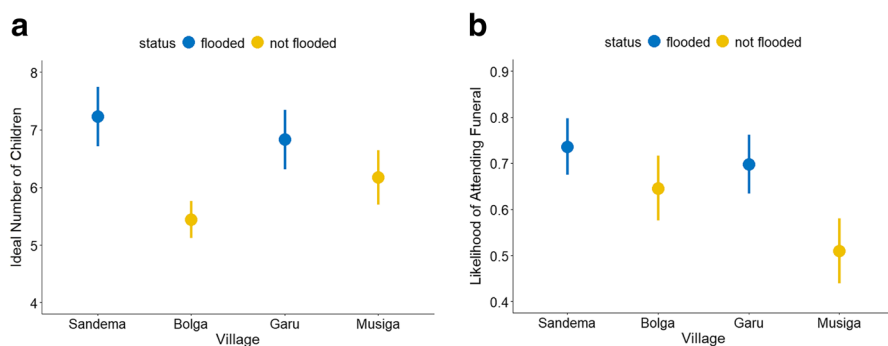 a
status flooded not flooded
Ideal Number of Children
8
7
6
5
4
Sandema Bolga Garu Musiga
Village
b
status flooded not flooded
Likelihood of Attending Funeral
0.9
0.8
0.7
0.6
0.5
0.4
Sandema Bolga Garu Musiga
Village